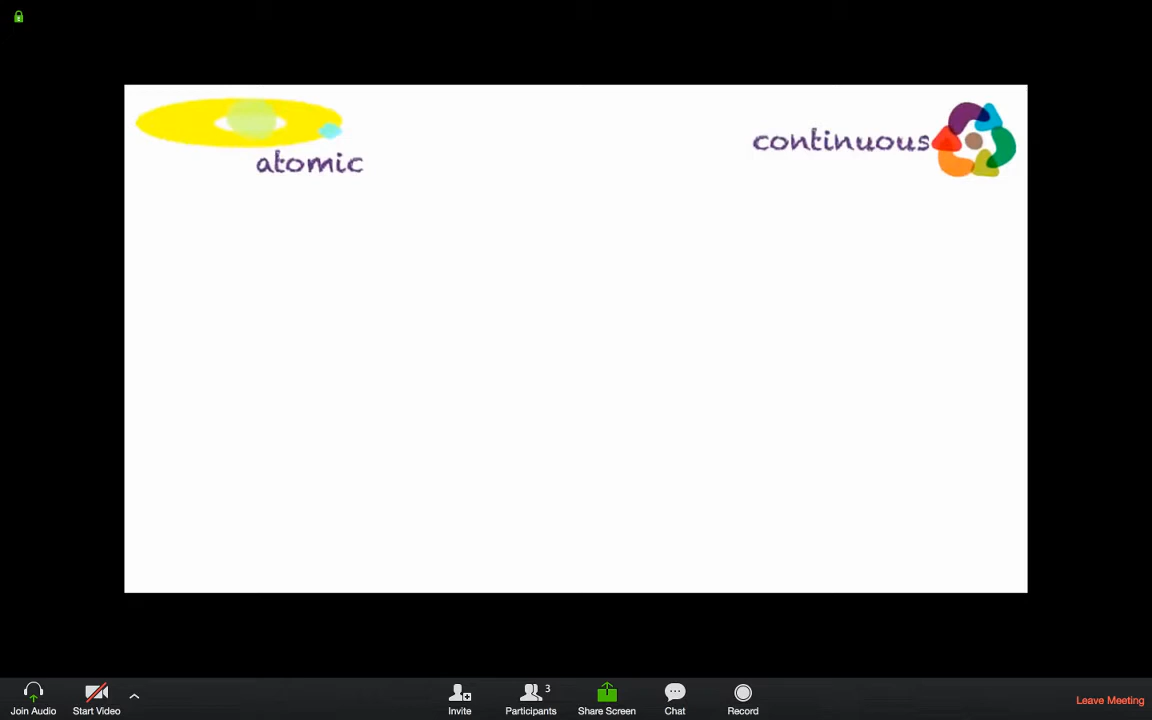 atomic
continuous
3
Join Audio
Start Video
Invite
Participants
Share Screen
Chat
Record
Leave Meeting